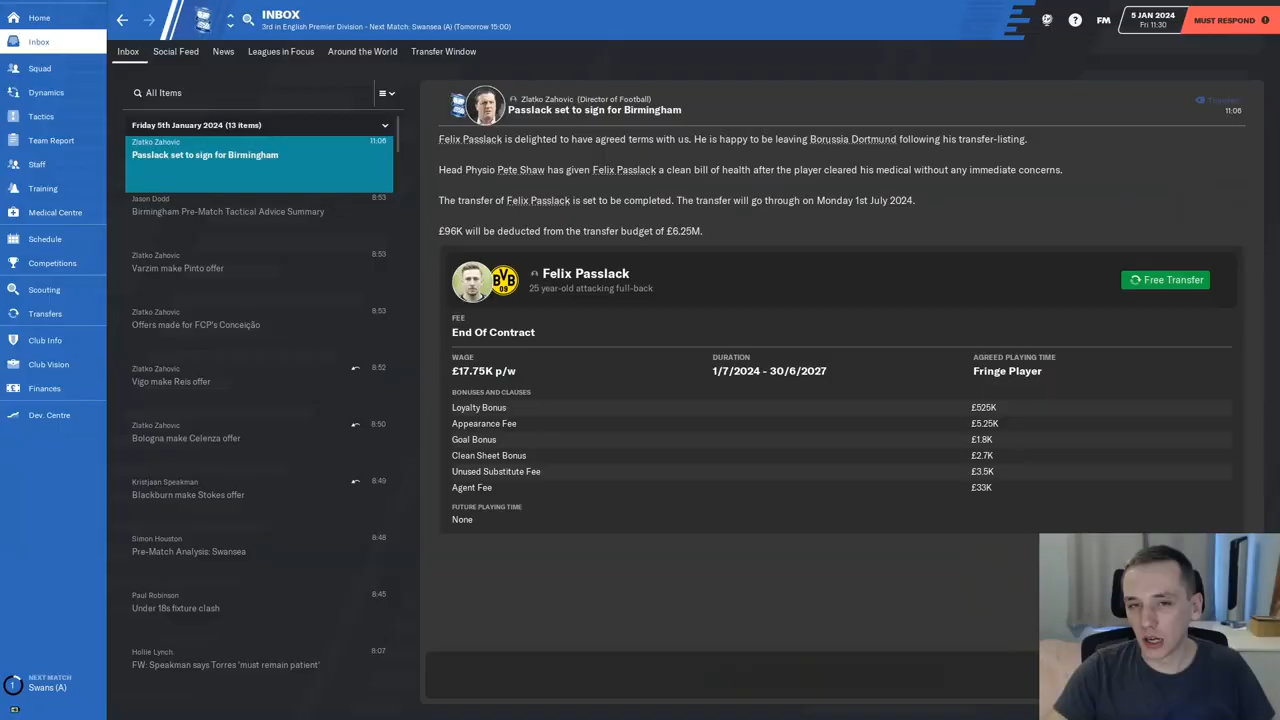 Home
Inbox
Squad
Dynamics
Tactics
Team Report
Staff
Training
Medical Centre
Schedule
Competitions
Scouting
Transfers
Club Info
Club Vision
Finances
Dev. Centre
NEXT MATCH
1 Swans (A)
INBOX
3rd in English Premier Division - Next Match: Swansea (A) (Tomorrow 15:00)
? FM
5 JAN 2024
Fri 11:30
MUST RESPOND
Inbox Social Feed News Leagues in Focus Around the World Transfer Window
All Items
Friday 5th January 2024 (13 items)
Zlatko Zahovic 11:06
Passlack set to sign for Birmingham
Jason Dodd 8:53
Birmingham Pre-Match Tactical Advice Summary
Zlatko Zahovic 8:53
Varzim make Pinto offer
Zlatko Zahovic 8:53
Offers made for FCP's Conceição
Zlatko Zahovic 8:52
Vigo make Reis offer
Zlatko Zahovic 8:50
Bologna make Celenza offer
Kristjaan Speakman 8:49
Blackburn make Stokes offer
Simon Houston 8:48
Pre-Match Analysis: Swansea
Paul Robinson 8:45
Under 18s fixture clash
Hollie Lynch 8:07
FW: Speakman says Torres 'must remain patient'
Zlatko Zahovic (Director of Football) Transfers
Passlack set to sign for Birmingham 11:06
Felix Passlack is delighted to have agreed terms with us. He is happy to be leaving Borussia Dortmund following his transfer-listing.
Head Physio Pete Shaw has given Felix Passlack a clean bill of health after the player cleared his medical without any immediate concerns.
The transfer of Felix Passlack is set to be completed. The transfer will go through on Monday 1st July 2024.
£96K will be deducted from the transfer budget of £6.25M.
BVB 09
Felix Passlack
25 year-old attacking full-back
Free Transfer
FEE
End Of Contract
WAGE DURATION AGREED PLAYING TIME
£17.75K p/w 1/7/2024 - 30/6/2027 Fringe Player
BONUSES AND CLAUSES
Loyalty Bonus £525K
Appearance Fee £5.25K
Goal Bonus £1.8K
Clean Sheet Bonus £2.7K
Unused Substitute Fee £3.5K
Agent Fee £33K
FUTURE PLAYING TIME
None